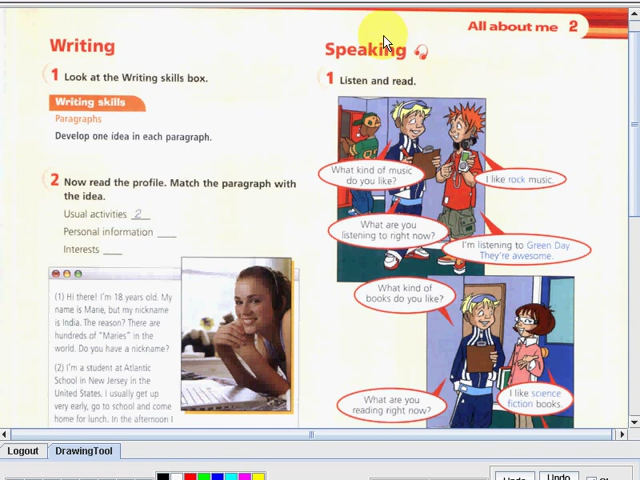 All about me 2
Writing
1 Look at the Writing skills box.
Writing skills
Paragraphs
Develop one idea in each paragraph.
2 Now read the profile. Match the paragraph with
the idea.
Usual activities 2
Personal information ____
Interests ____
(1) Hi there! I'm 18 years old. My
name is Marie, but my nickname
is India. The reason? There are
hundreds of "Maries" in the
world. Do you have a nickname?
(2) I'm a student at Atlantic
School in New Jersey in the
United States. I usually get up
very early, go to school and come
home for lunch. In the afternoon I
Speaking
1 Listen and read.
What kind of music
do you like?
I like rock music.
What are you
listening to right now?
I'm listening to Green Day
They're awesome.
What kind of
books do you like?
What are you
reading right now?
I like science
fiction books.
Logout
DrawingTool
Undo
Undo